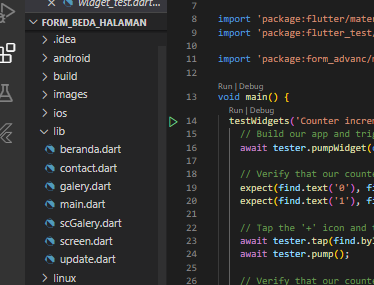 widget_test.dart...
FORM_BEDA_HALAMAN
.idea
android
build
images
ios
lib
beranda.dart
contact.dart
galery.dart
main.dart
scGalery.dart
screen.dart
update.dart
linux
7
8 import 'package:flutter/mater
9 import 'package:flutter_test/
10
11 import 'package:form_advanc/m
12
Run | Debug
13 void main() {
Run | Debug
14 testWidgets('Counter increm
15 // Build our app and trig
16 await tester.pumpWidget(c
17
18 // Verify that our counte
19 expect(find.text('0'), fi
20 expect(find.text('1'), fi
21
22 // Tap the '+' icon and t
23 await tester.tap(find.byI
24 await tester.pump();
25
26 // Verify that our counte